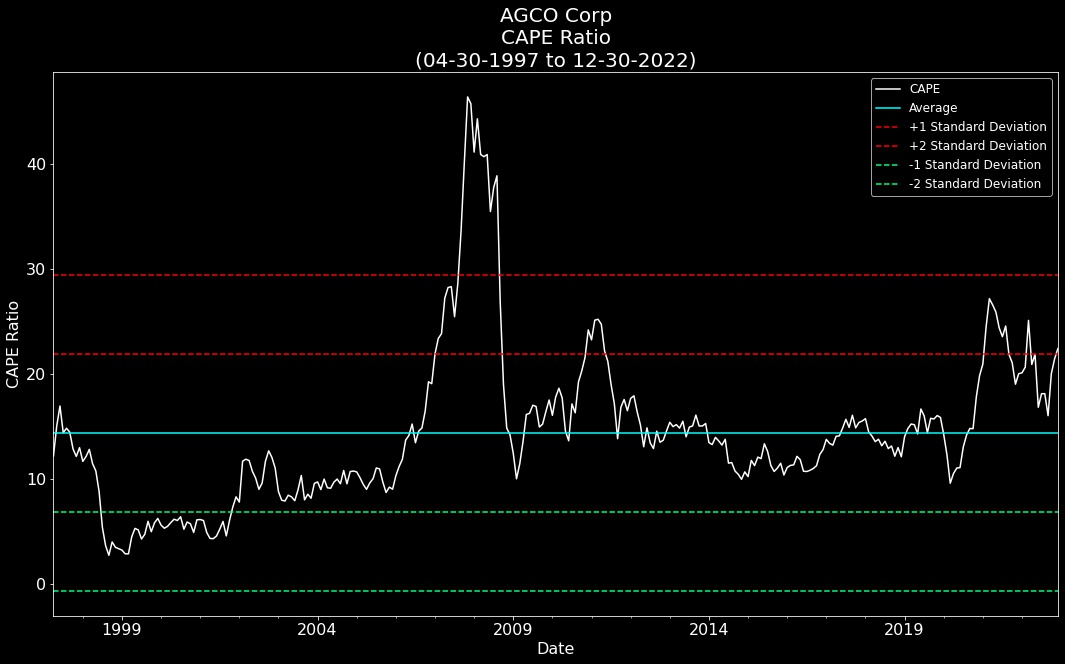 AGCO Corp
CAPE Ratio
(04-30-1997 to 12-30-2022)
CAPE
Average
+1 Standard Deviation
+2 Standard Deviation
-1 Standard Deviation
-2 Standard Deviation
CAPE Ratio
40
30
20
10
0
1999 2004 2009 2014 2019
Date